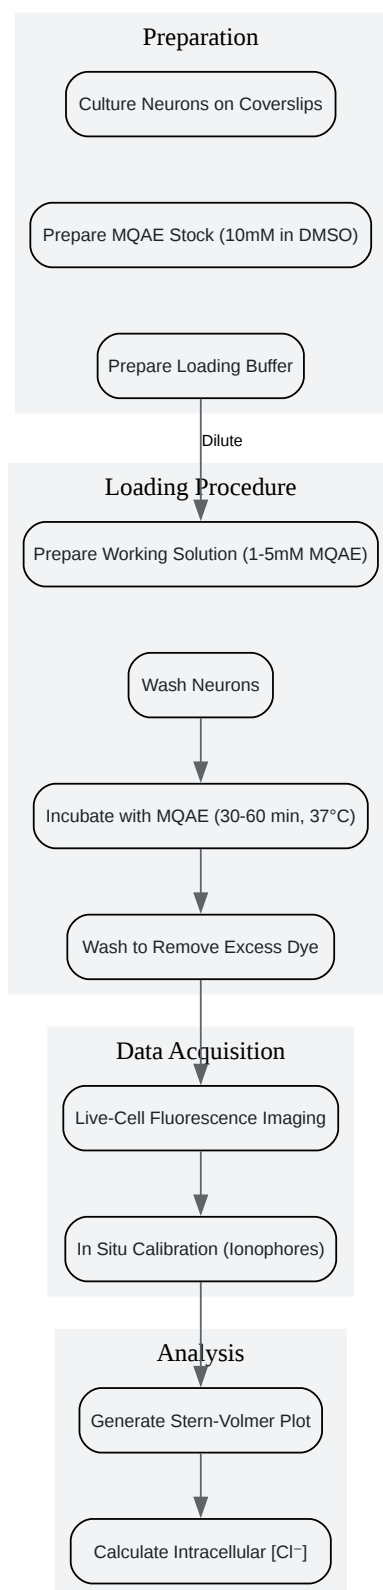 Preparation
Culture Neurons on Coverslips
Prepare MQAE Stock (10mM in DMSO)
Prepare Loading Buffer
Dilute
Loading Procedure
Prepare Working Solution (1-5mM MQAE)
Wash Neurons
Incubate with MQAE (30-60 min, 37°C)
Wash to Remove Excess Dye
Data Acquisition
Live-Cell Fluorescence Imaging
In Situ Calibration (Ionophores)
Analysis
Generate Stern-Volmer Plot
Calculate Intracellular [Cl⁻]